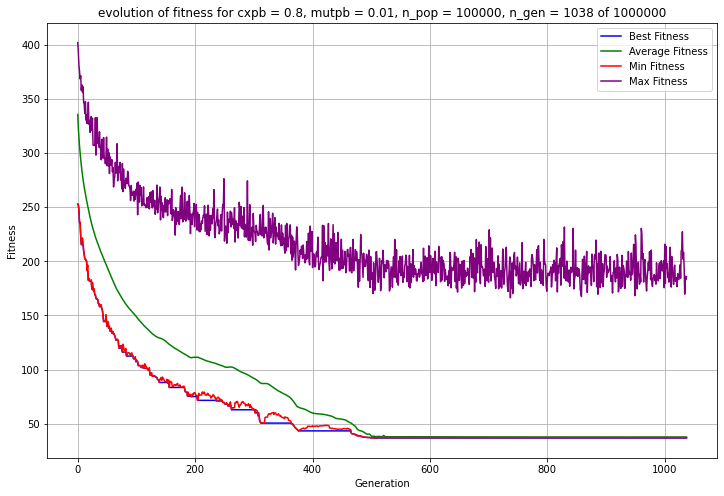 evolution of fitness for cxpb = 0.8, mutpb = 0.01, n_pop = 100000, n_gen = 1038 of 1000000
Best Fitness
Average Fitness
Min Fitness
Max Fitness
400
350
300
250
200
150
100
50
Fitness
0 200 400 600 800 1000
Generation